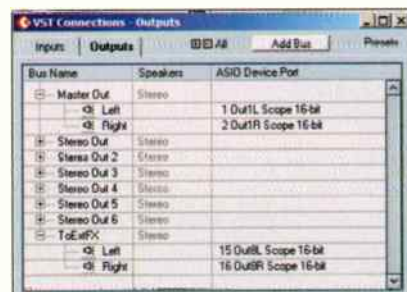 VST Connections - Outputs
Inputs Outputs All Add Bus Presets
Bus Name Speakers ASIO Device Port
Master Out Stereo
Left 1 Out1L Scope 16-bit
Right 2 Out1R Scope 16-bit
Stereo Out Stereo
Stereo Out 2 Stereo
Stereo Out 3 Stereo
Stereo Out 4 Stereo
Stereo Out 5 Stereo
Stereo Out 6 Stereo
ToExtFX Stereo
Left 15 Out8L Scope 16-bit
Right 16 Out8R Scope 16-bit